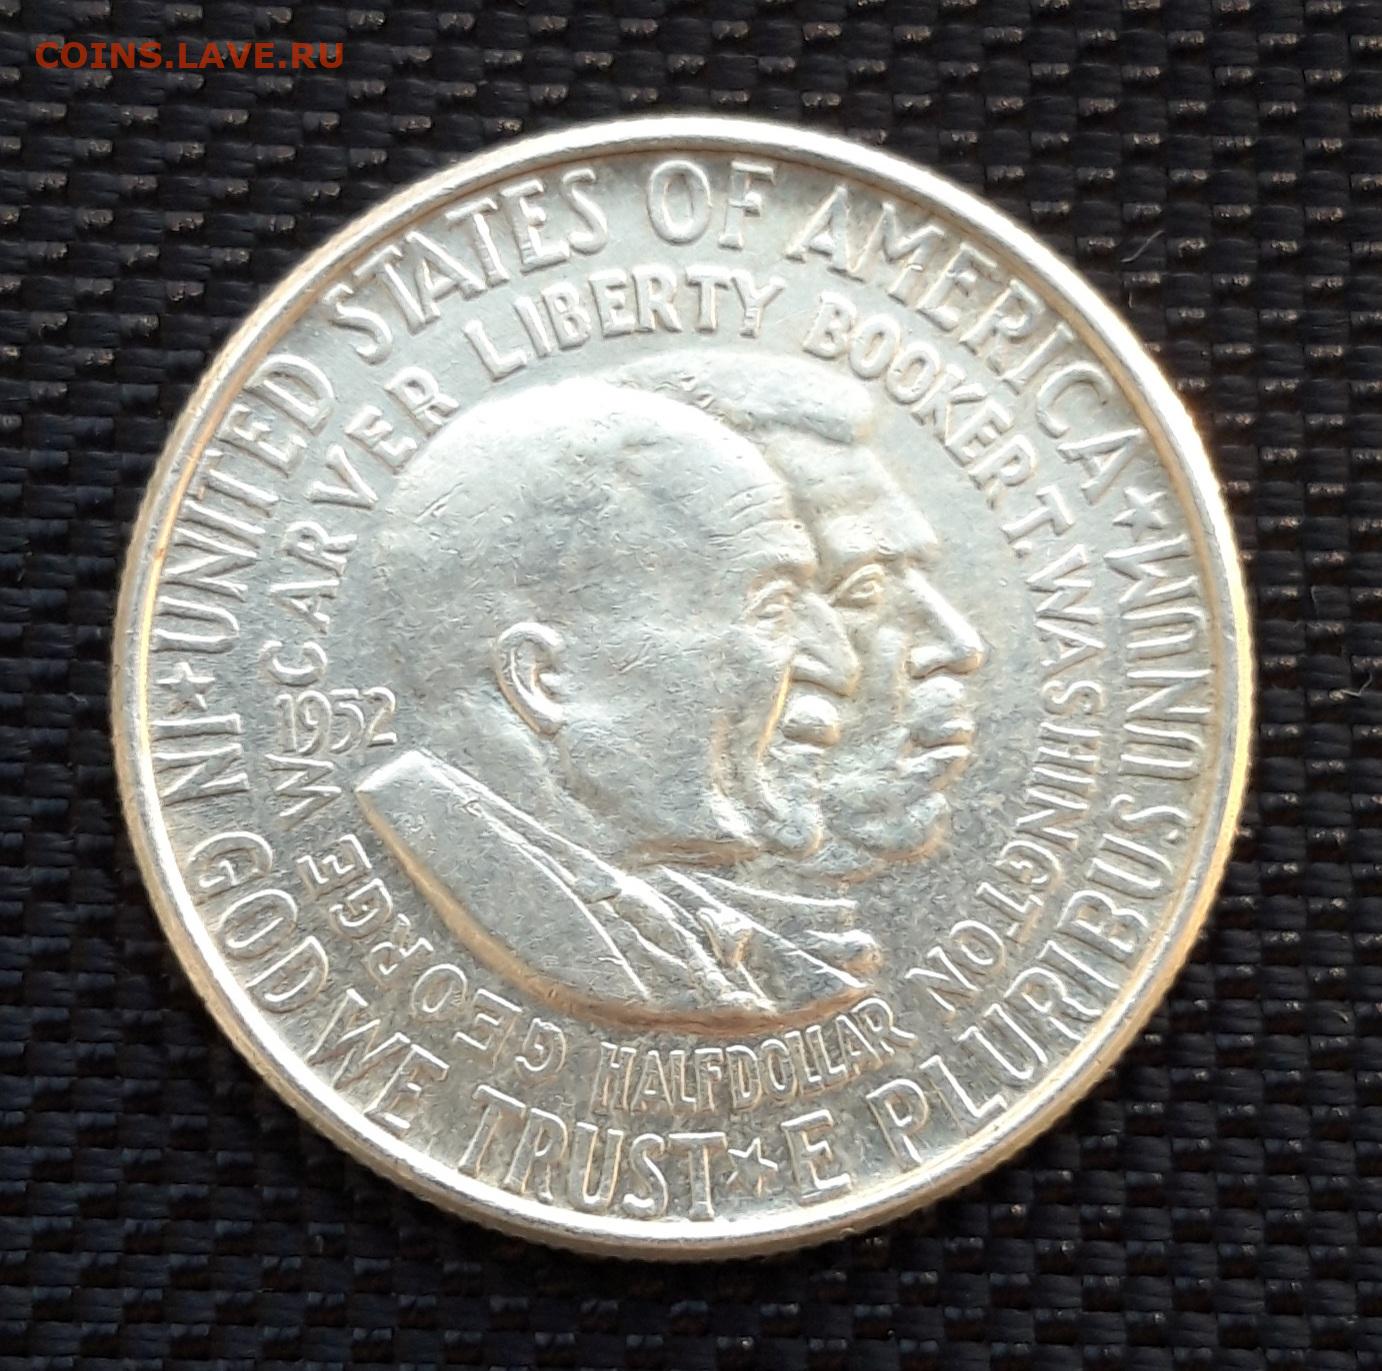 COINS.LAVE.RU
★ UNITED STATES OF AMERICA ★
IN GOD WE TRUST ★ E PLURIBUS UNUM
GEORGE W CARVER LIBERTY BOOKER T. WASHINGTON
1952
HALF DOLLAR